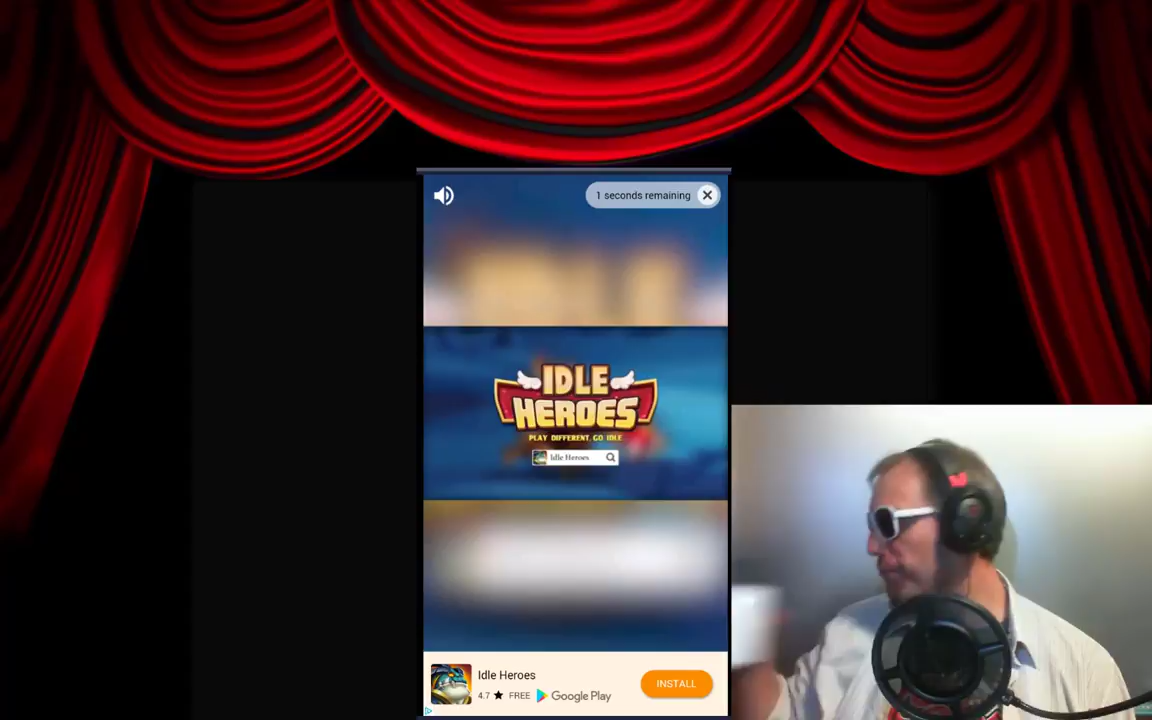 1 seconds remaining
IDLE
HEROES
PLAY DIFFERENT, GO IDLE
Idle Heroes
Idle Heroes
4.7 ★ FREE Google Play
INSTALL